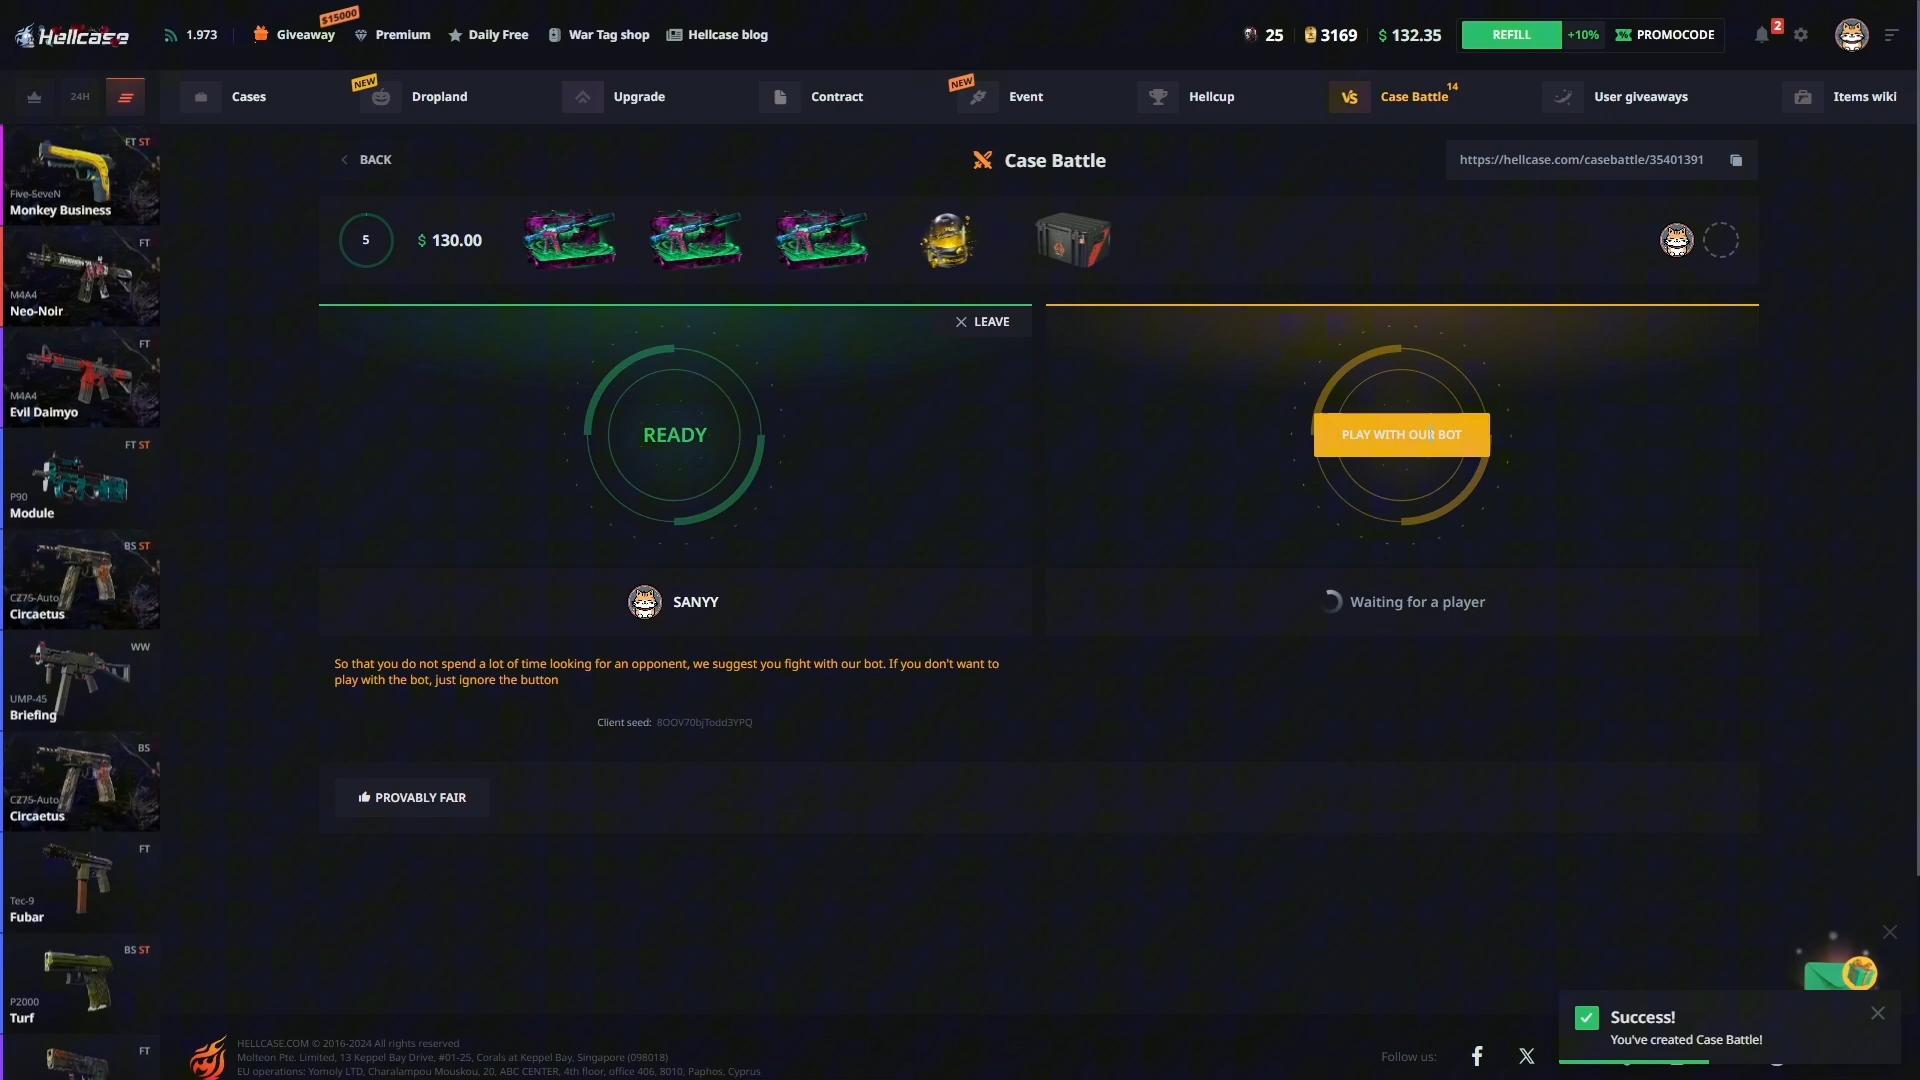 Hellcase
1.973
$15000
Giveaway
Premium
Daily Free
War Tag shop
Hellcase blog
25
3169
$ 132.35
REFILL
+10%
PROMOCODE
2
24H
Cases
NEW
Dropland
Upgrade
Contract
NEW
Event
Hellcup
VS
Case Battle
14
User giveaways
Items wiki
FT ST
Five-SeveN
Monkey Business
FT
M4A4
Neo-Noir
FT
M4A4
Evil Daimyo
FT ST
P90
Module
BS ST
CZ75-Auto
Circaetus
WW
UMP-45
Briefing
BS
CZ75-Auto
Circaetus
FT
Tec-9
Fubar
BS ST
P2000
Turf
FT
BACK
Case Battle
https://hellcase.com/casebattle/35401391
5
$ 130.00
LEAVE
READY
PLAY WITH OUR BOT
SANYY
Waiting for a player
So that you do not spend a lot of time looking for an opponent, we suggest you fight with our bot. If you don't want to
play with the bot, just ignore the button
Client seed: 8OOV70bjTodd3YPQ
PROVABLY FAIR
HELLCASE.COM © 2016-2024 All rights reserved
Molteon Pte. Limited, 13 Keppel Bay Drive, #01-25, Corals at Keppel Bay, Singapore (098018)
EU operations: Yomoly LTD, Charalampou Mouskou, 20, ABC CENTER, 4th floor, office 406, 8010, Paphos, Cyprus
Follow us:
Success!
You've created Case Battle!